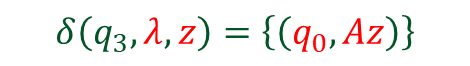 δ(q₃, λ, z) = {(q₀, Az)}